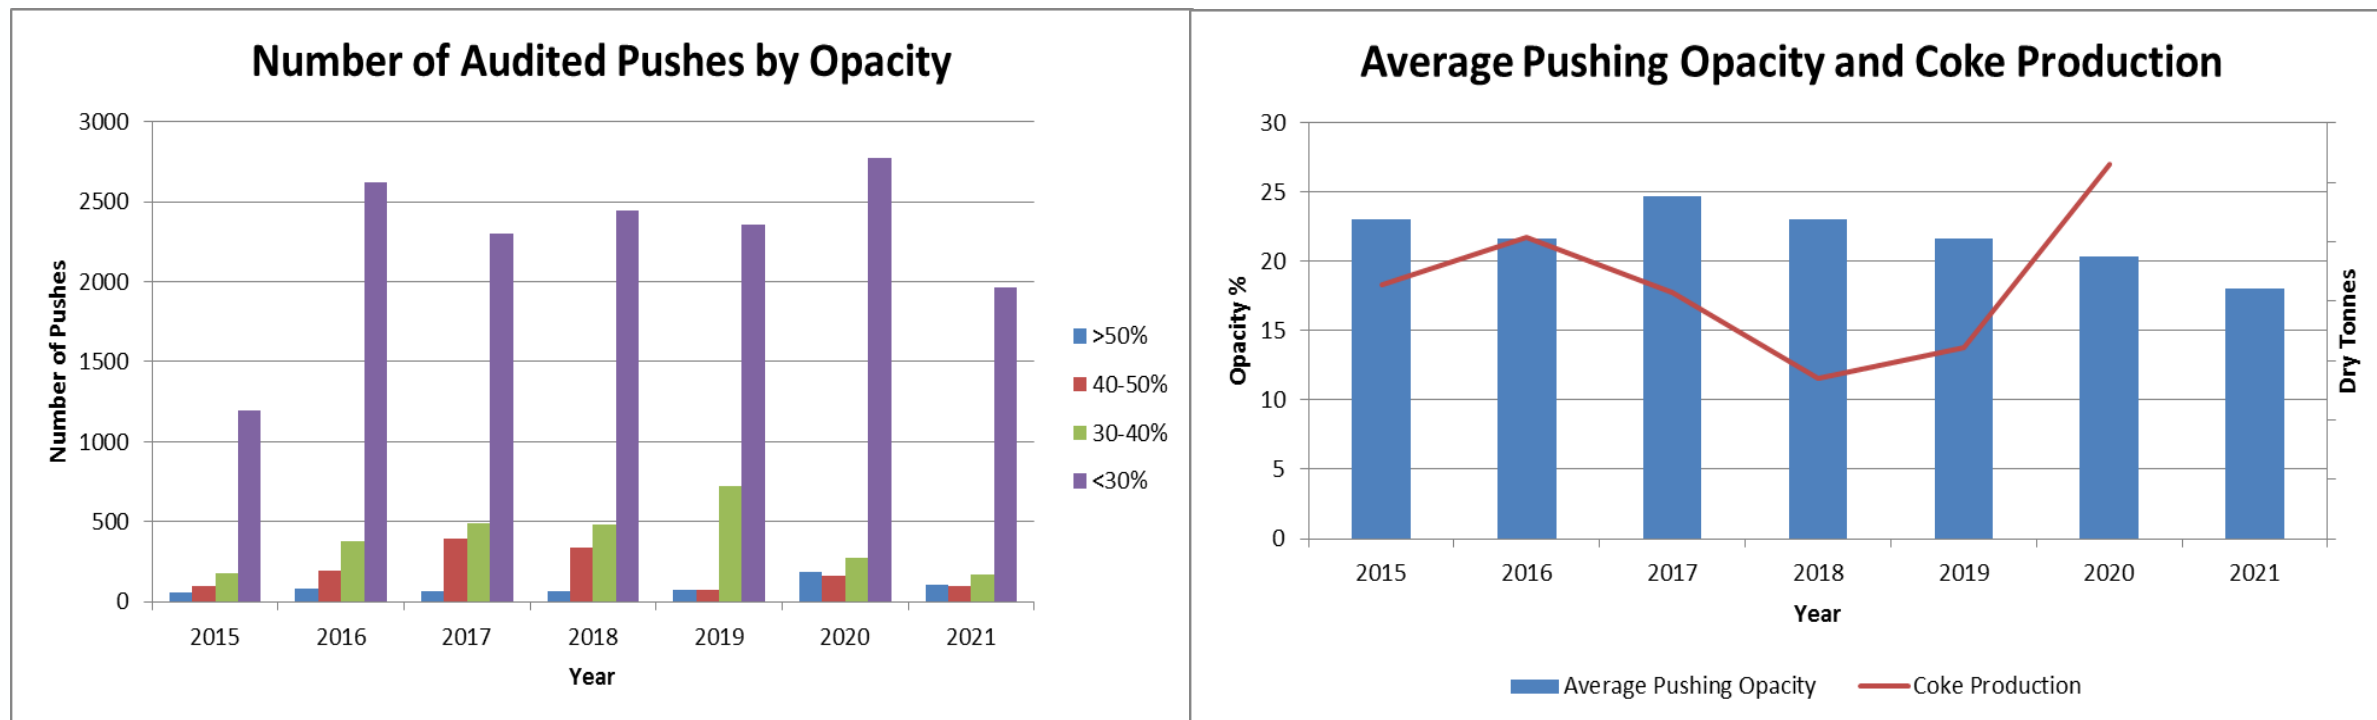 Number of Audited Pushes by Opacity
3000
2500
2000
1500
1000
500
0
Number of Pushes
2015 2016 2017 2018 2019 2020 2021
Year
>50%
40-50%
30-40%
<30%
Average Pushing Opacity and Coke Production
30
25
20
15
10
5
0
Opacity %
Dry Tonnes
2015 2016 2017 2018 2019 2020 2021
Year
Average Pushing Opacity Coke Production